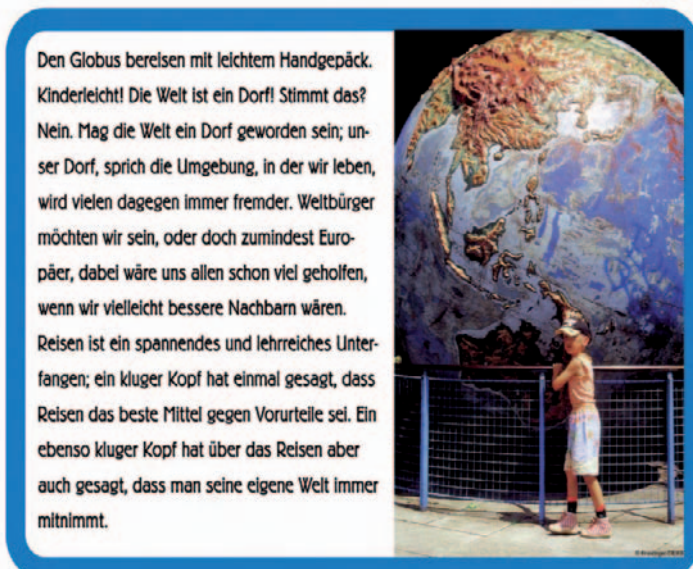 Den Globus bereisen mit leichtem Handgepäck.
Kinderleicht! Die Welt ist ein Dorf! Stimmt das?
Nein. Mag die Welt ein Dorf geworden sein; un-
ser Dorf, sprich die Umgebung, in der wir leben,
wird vielen dagegen immer fremder. Weltbürger
möchten wir sein, oder doch zumindest Euro-
päer, dabei wäre uns allen schon viel geholfen,
wenn wir vielleicht bessere Nachbarn wären.
Reisen ist ein spannendes und lehrreiches Unter-
fangen; ein kluger Kopf hat einmal gesagt, dass
Reisen das beste Mittel gegen Vorurteile sei. Ein
ebenso kluger Kopf hat über das Reisen aber
auch gesagt, dass man seine eigene Welt immer
mitnimmt.